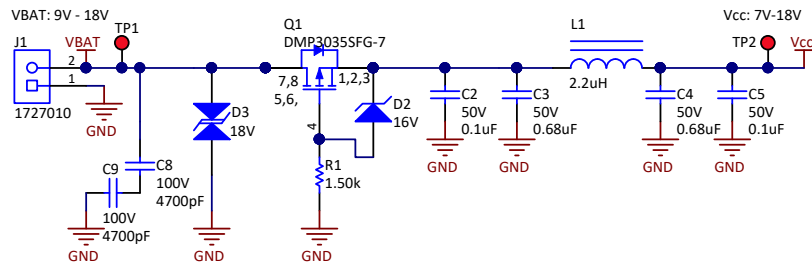 VBAT: 9V - 18V
J1
VBAT
TP1
2
1
1727010
GND
C8
100V
4700pF
C9
100V
4700pF
GND
D3
18V
GND
Q1
DMP3035SFG-7
7,8
5,6,
1,2,3
4
D2
16V
R1
1.50k
GND
C2
50V
0.1uF
GND
C3
50V
0.68uF
GND
L1
2.2uH
C4
50V
0.68uF
GND
C5
50V
0.1uF
GND
Vcc: 7V-18V
TP2
Vcc